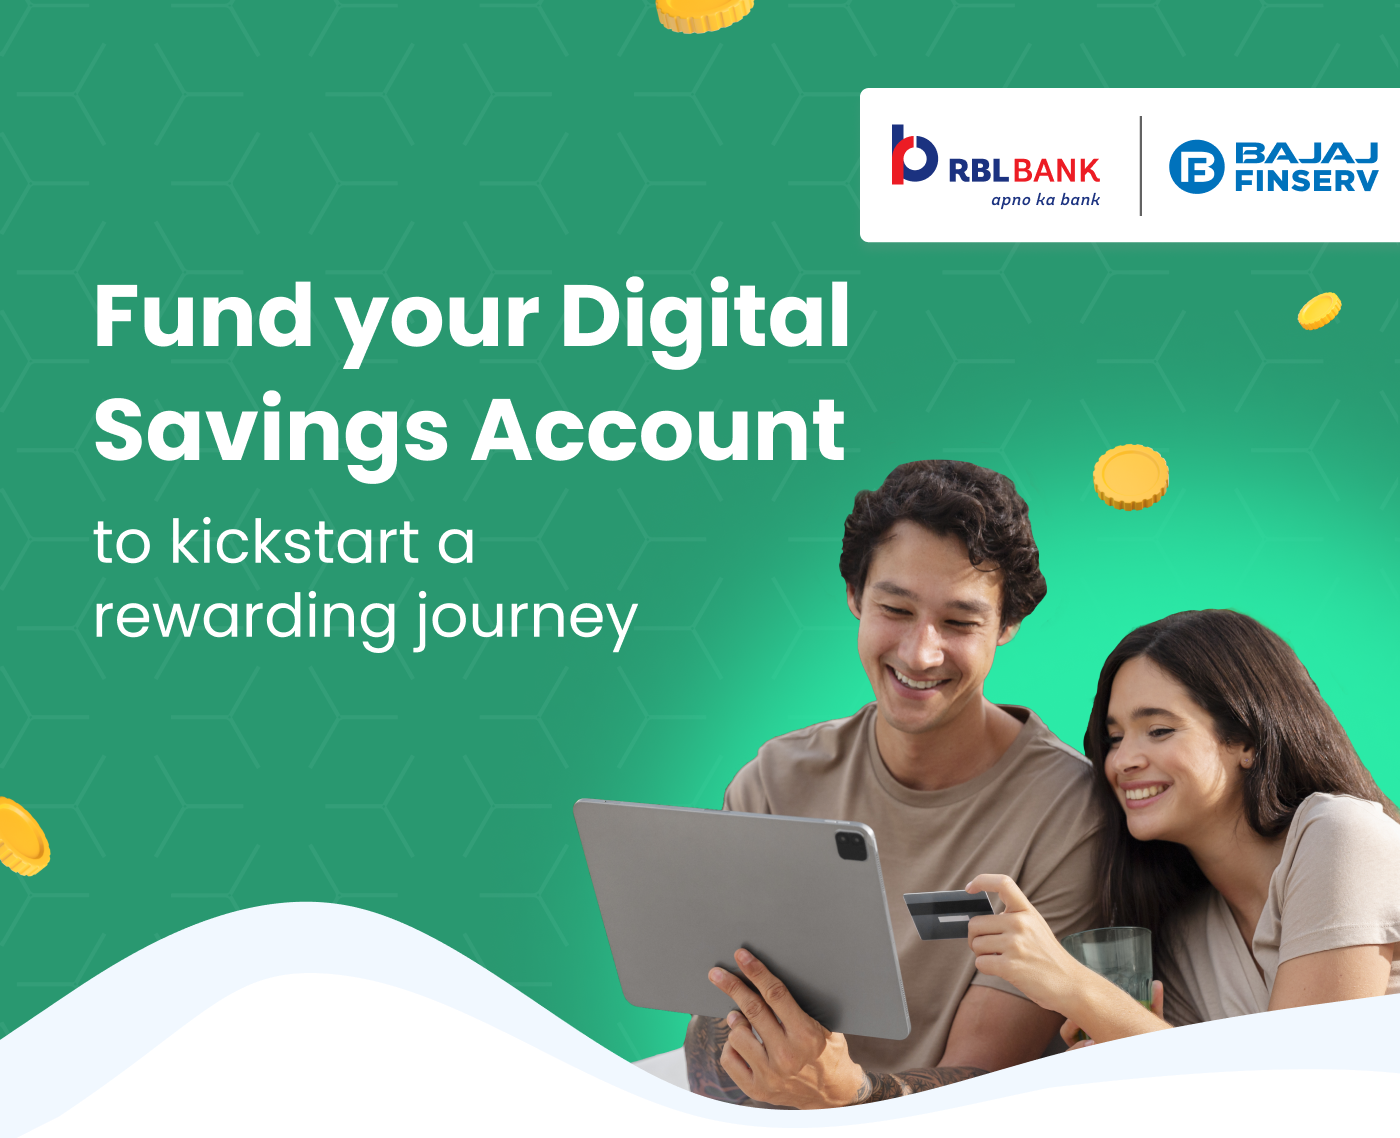 RBL BANK
apno ka bank
BAJAJ
FINSERV
Fund your Digital
Savings Account
to kickstart a
rewarding journey